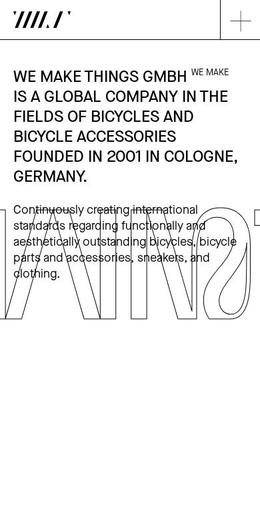 WE MAKE THINGS GMBH WE MAKE
IS A GLOBAL COMPANY IN THE
FIELDS OF BICYCLES AND
BICYCLE ACCESSORIES
FOUNDED IN 2001 IN COLOGNE,
GERMANY.
Continuously creating international
standards regarding functionally and
aesthetically outstanding bicycles, bicycle
parts and accessories, sneakers, and
clothing.